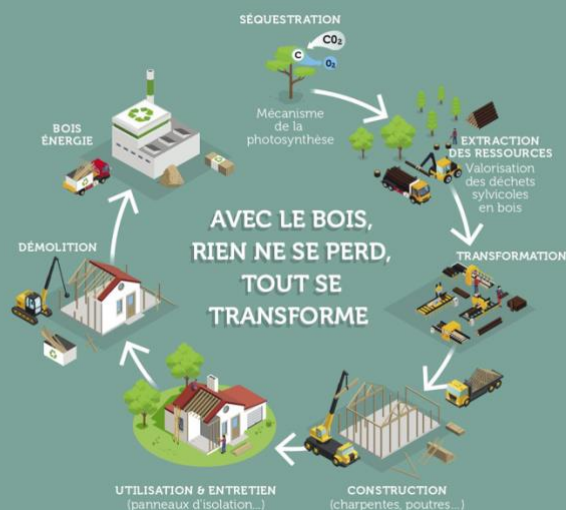 SÉQUESTRATION
CO₂
C
O₂
Mécanisme
de la
photosynthèse
EXTRACTION
DES RESSOURCES
Valorisation
des déchets
sylvicoles
en bois
TRANSFORMATION
CONSTRUCTION
(charpentes, poutres...)
UTILISATION & ENTRETIEN
(panneaux d'isolation...)
DÉMOLITION
BOIS
ÉNERGIE
AVEC LE BOIS,
RIEN NE SE PERD,
TOUT SE
TRANSFORME